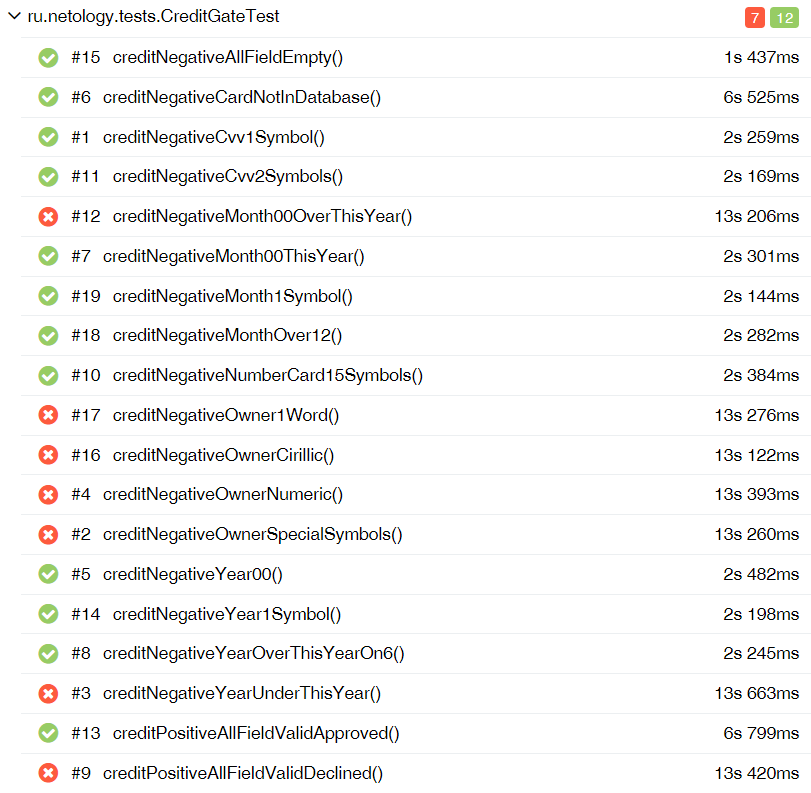 ru.netology.tests.CreditGateTest 7 12
#15 creditNegativeAllFieldEmpty() 1s 437ms
#6 creditNegativeCardNotInDatabase() 6s 525ms
#1 creditNegativeCvv1Symbol() 2s 259ms
#11 creditNegativeCvv2Symbols() 2s 169ms
#12 creditNegativeMonth00OverThisYear() 13s 206ms
#7 creditNegativeMonth00ThisYear() 2s 301ms
#19 creditNegativeMonth1Symbol() 2s 144ms
#18 creditNegativeMonthOver12() 2s 282ms
#10 creditNegativeNumberCard15Symbols() 2s 384ms
#17 creditNegativeOwner1Word() 13s 276ms
#16 creditNegativeOwnerCirillic() 13s 122ms
#4 creditNegativeOwnerNumeric() 13s 393ms
#2 creditNegativeOwnerSpecialSymbols() 13s 260ms
#5 creditNegativeYear00() 2s 482ms
#14 creditNegativeYear1Symbol() 2s 198ms
#8 creditNegativeYearOverThisYearOn6() 2s 245ms
#3 creditNegativeYearUnderThisYear() 13s 663ms
#13 creditPositiveAllFieldValidApproved() 6s 799ms
#9 creditPositiveAllFieldValidDeclined() 13s 420ms